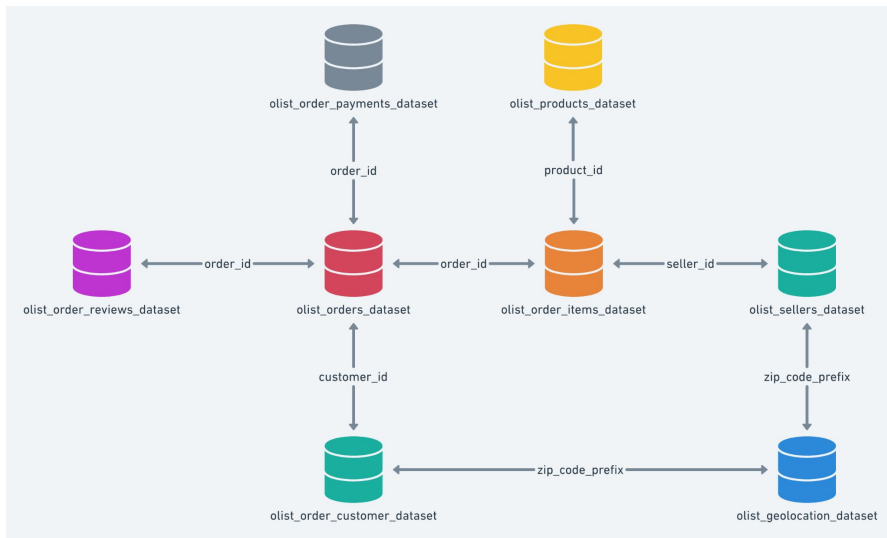 olist_order_payments_dataset
olist_products_dataset
order_id
product_id
order_id
order_id
seller_id
olist_order_reviews_dataset
olist_orders_dataset
olist_order_items_dataset
olist_sellers_dataset
customer_id
zip_code_prefix
zip_code_prefix
olist_order_customer_dataset
olist_geolocation_dataset